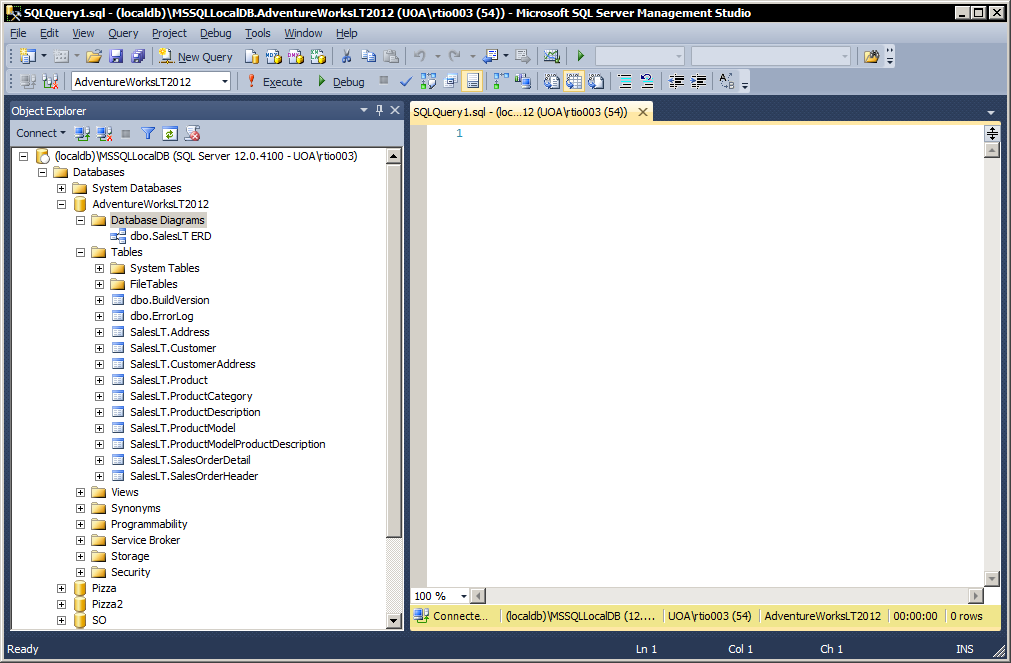 SQLQuery1.sql - (localdb)\MSSQLLocalDB.AdventureWorksLT2012 (UOA\rtio003 (54)) - Microsoft SQL Server Management Studio
File Edit View Query Project Debug Tools Window Help
New Query
AdventureWorksLT2012 Execute Debug
Object Explorer
Connect
(localdb)\MSSQLLocalDB (SQL Server 12.0.4100 - UOA\rtio003)
Databases
System Databases
AdventureWorksLT2012
Database Diagrams
dbo.SalesLT ERD
Tables
System Tables
FileTables
dbo.BuildVersion
dbo.ErrorLog
SalesLT.Address
SalesLT.Customer
SalesLT.CustomerAddress
SalesLT.Product
SalesLT.ProductCategory
SalesLT.ProductDescription
SalesLT.ProductModel
SalesLT.ProductModelProductDescription
SalesLT.SalesOrderDetail
SalesLT.SalesOrderHeader
Views
Synonyms
Programmability
Service Broker
Storage
Security
Pizza
Pizza2
SO
SQLQuery1.sql - (loc...12 (UOA\rtio003 (54))
1
100 %
Connecte... (localdb)\MSSQLLocalDB (12.... UOA\rtio003 (54) AdventureWorksLT2012 00:00:00 0 rows
Ready Ln 1 Col 1 Ch 1 INS